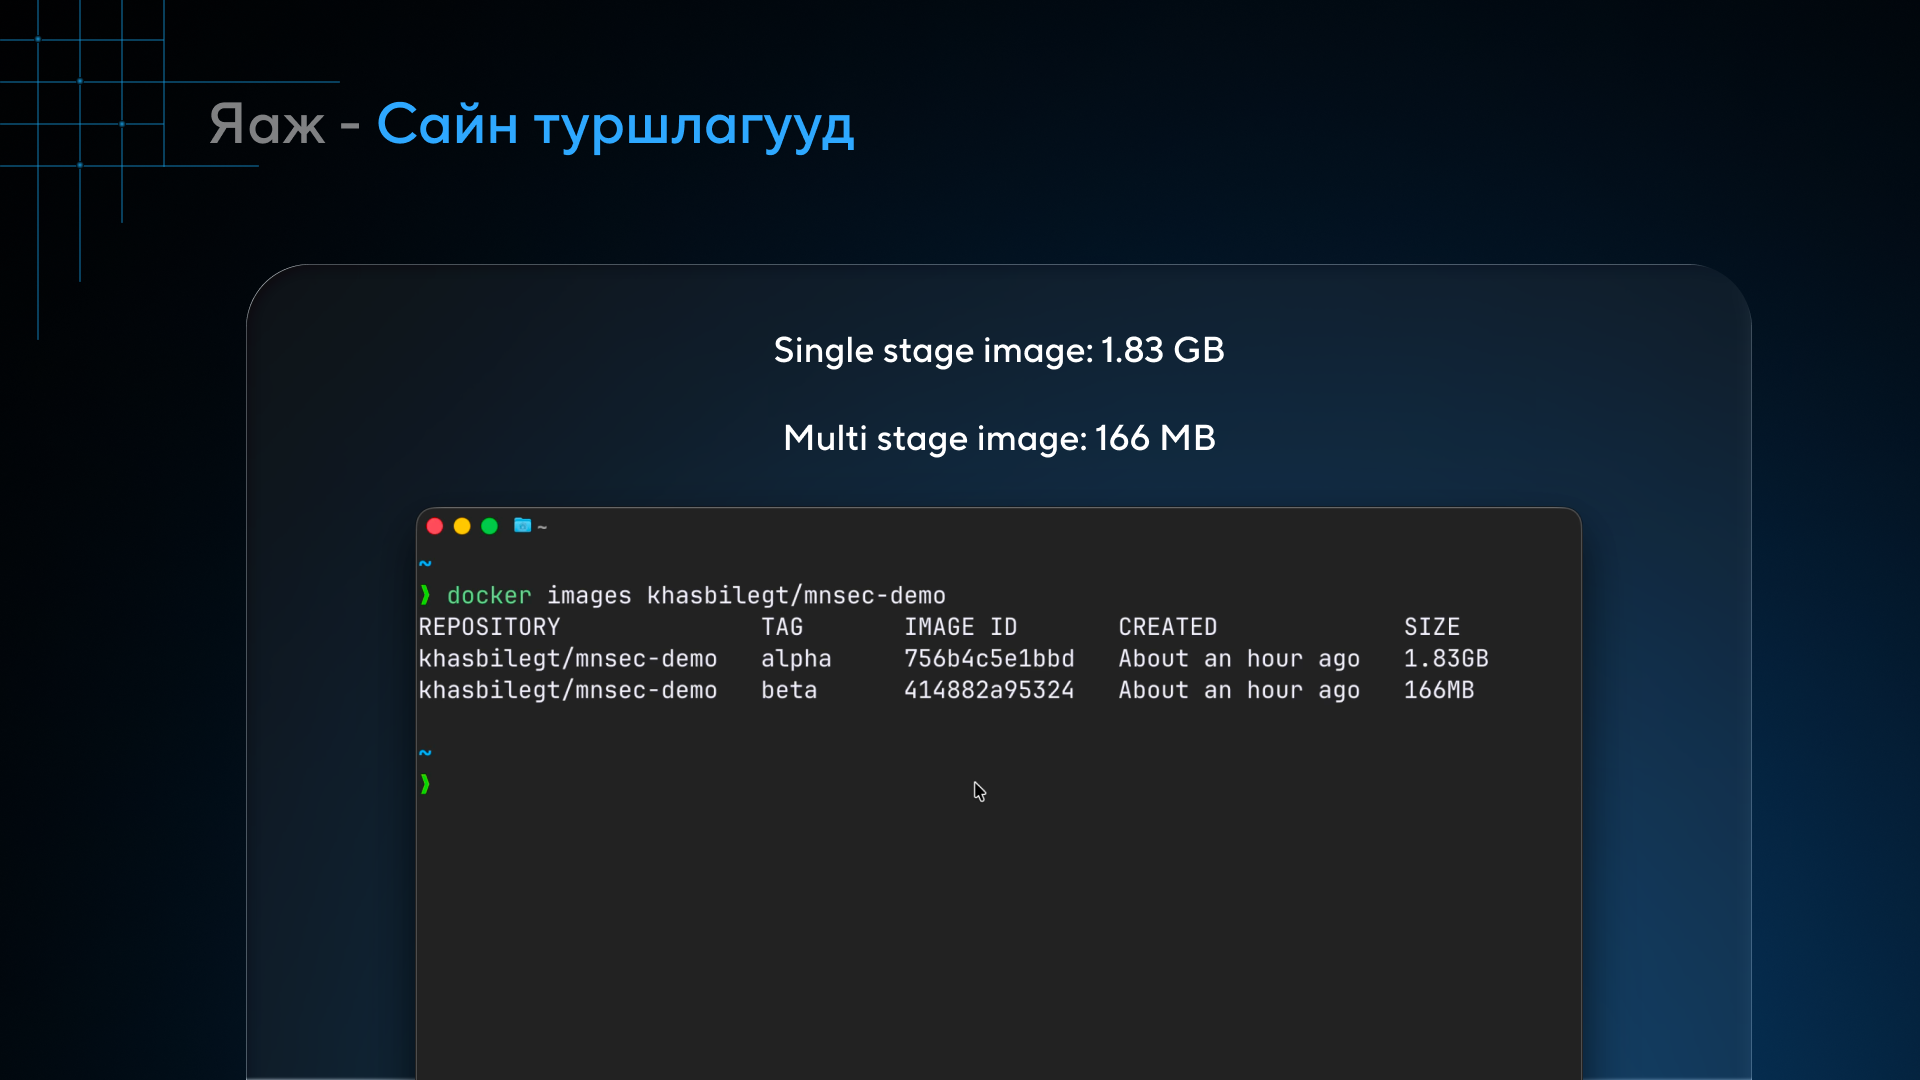 Яаж - Сайн туршлагууд
Single stage image: 1.83 GB
Multi stage image: 166 MB
~
~
❯ docker images khasbilegt/mnsec-demo
REPOSITORY TAG IMAGE ID CREATED SIZE
khasbilegt/mnsec-demo alpha 756b4c5e1bbd About an hour ago 1.83GB
khasbilegt/mnsec-demo beta 414882a95324 About an hour ago 166MB
~
❯